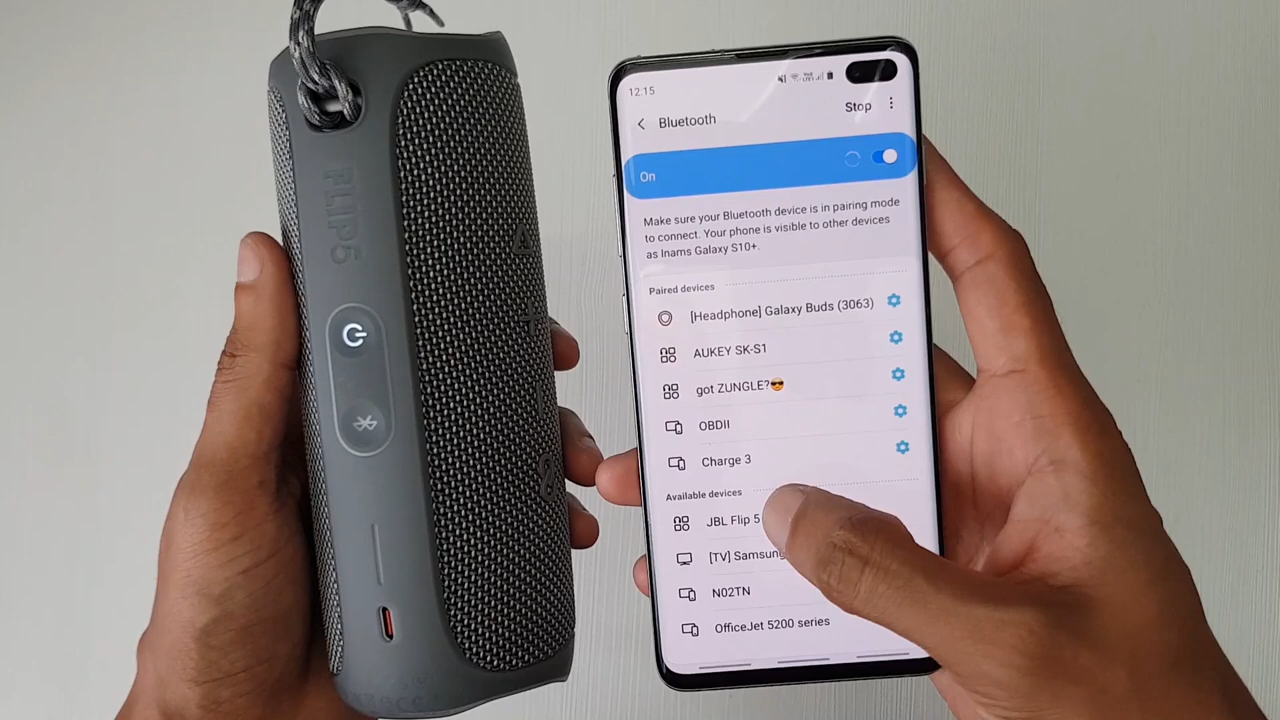 FLIP5
12:15
Bluetooth
Stop
On
Make sure your Bluetooth device is in pairing mode
to connect. Your phone is visible to other devices
as Inams Galaxy S10+.
Paired devices
[Headphone] Galaxy Buds (3063)
AUKEY SK-S1
got ZUNGLE?😎
OBDII
Charge 3
Available devices
JBL Flip 5
[TV] Samsung
N02TN
OfficeJet 5200 series